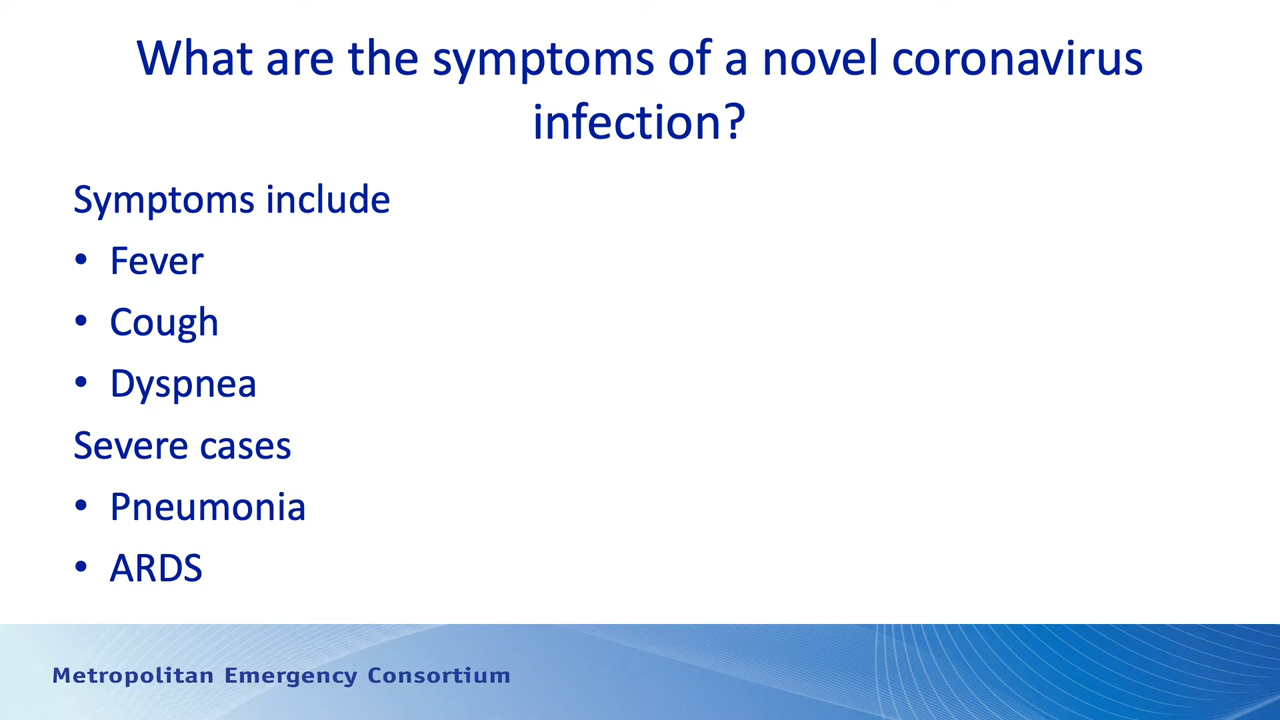 What are the symptoms of a novel coronavirus
infection?
Symptoms include
• Fever
• Cough
• Dyspnea
Severe cases
• Pneumonia
• ARDS
Metropolitan Emergency Consortium